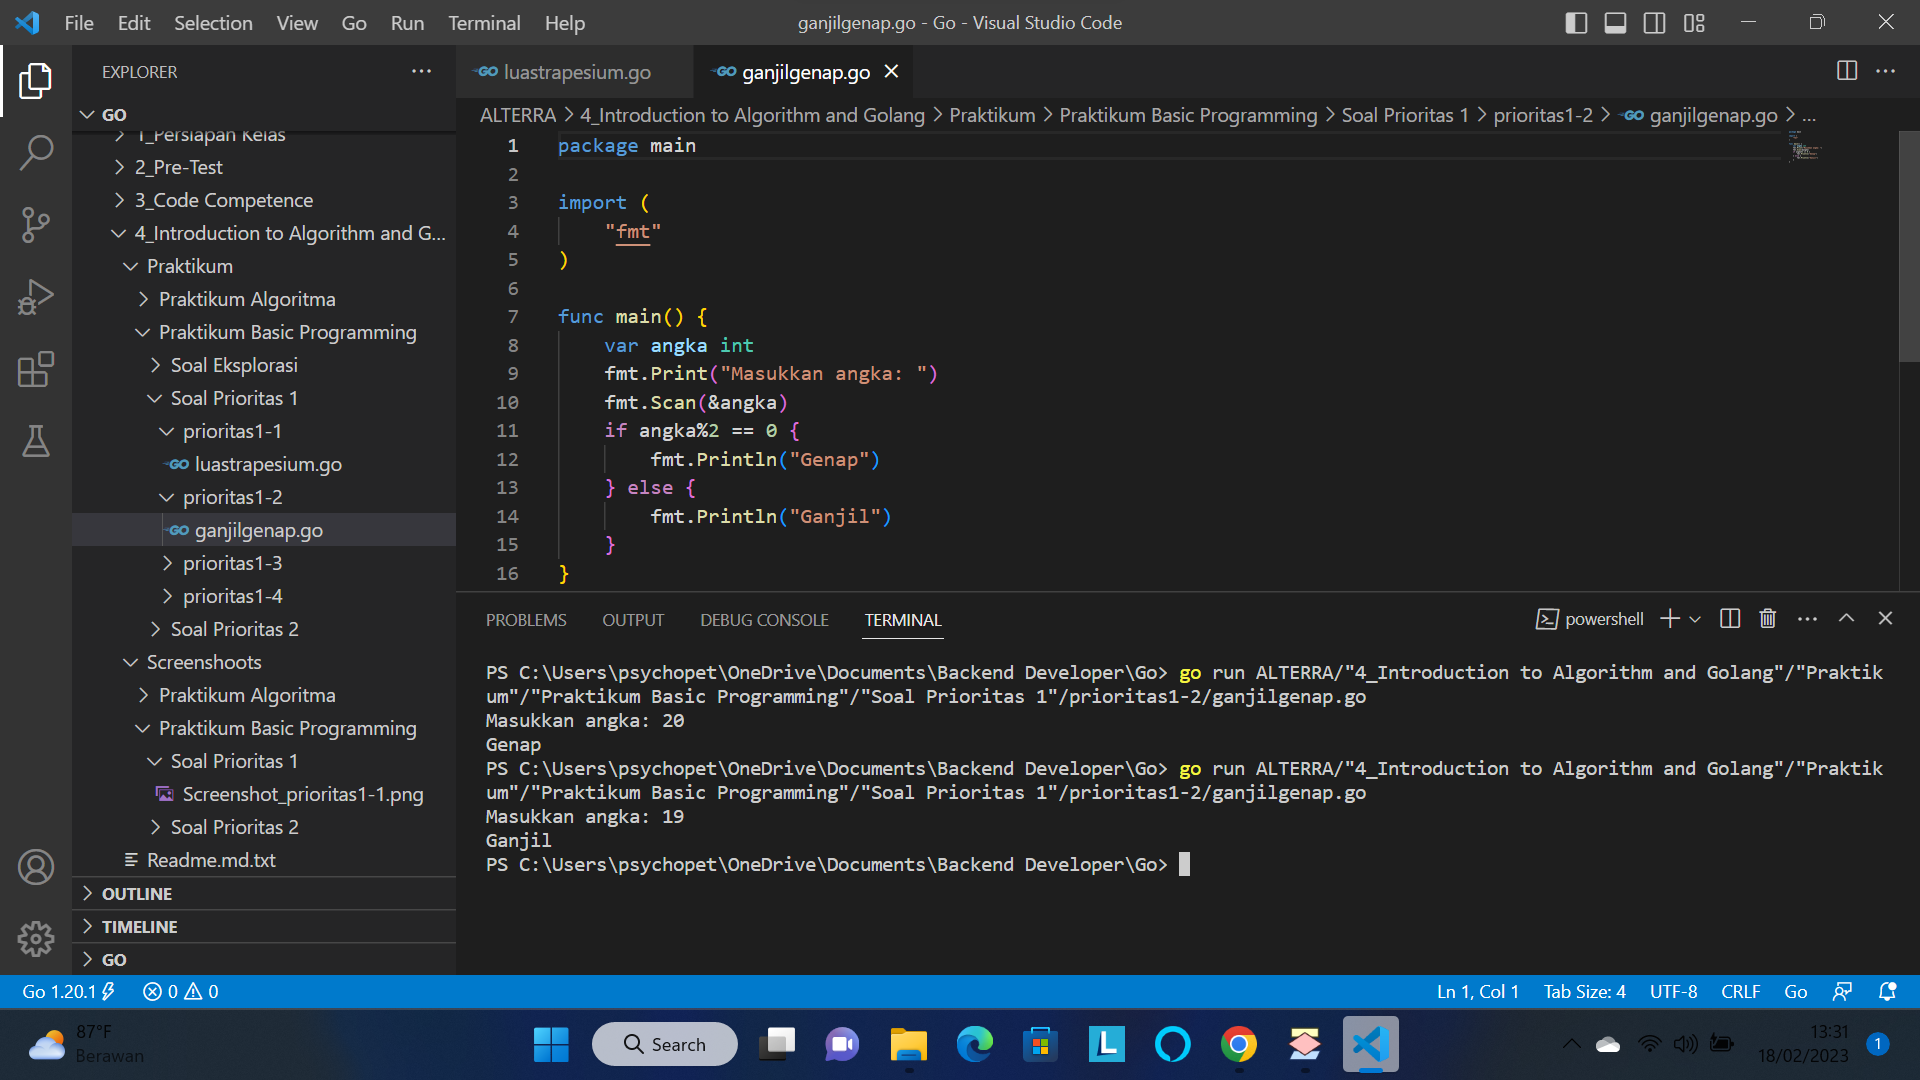 File Edit Selection View Go Run Terminal Help
ganjilgenap.go - Go - Visual Studio Code
EXPLORER
GO
1_Persiapan Kelas
2_Pre-Test
3_Code Competence
4_Introduction to Algorithm and G...
Praktikum
Praktikum Algoritma
Praktikum Basic Programming
Soal Eksplorasi
Soal Prioritas 1
prioritas1-1
GO luastrapesium.go
prioritas1-2
GO ganjilgenap.go
prioritas1-3
prioritas1-4
Soal Prioritas 2
Screenshoots
Praktikum Algoritma
Praktikum Basic Programming
Soal Prioritas 1
Screenshot_prioritas1-1.png
Soal Prioritas 2
Readme.md.txt
OUTLINE
TIMELINE
GO
GO luastrapesium.go
GO ganjilgenap.go
ALTERRA > 4_Introduction to Algorithm and Golang > Praktikum > Praktikum Basic Programming > Soal Prioritas 1 > prioritas1-2 > GO ganjilgenap.go > ...
1 package main
2
3 import (
4 "fmt"
5 )
6
7 func main() {
8 var angka int
9 fmt.Print("Masukkan angka: ")
10 fmt.Scan(&angka)
11 if angka%2 == 0 {
12 fmt.Println("Genap")
13 } else {
14 fmt.Println("Ganjil")
15 }
16 }
PROBLEMS OUTPUT DEBUG CONSOLE TERMINAL
powershell
PS C:\Users\psychopet\OneDrive\Documents\Backend Developer\Go> go run ALTERRA/"4_Introduction to Algorithm and Golang"/"Praktik
um"/"Praktikum Basic Programming"/"Soal Prioritas 1"/prioritas1-2/ganjilgenap.go
Masukkan angka: 20
Genap
PS C:\Users\psychopet\OneDrive\Documents\Backend Developer\Go> go run ALTERRA/"4_Introduction to Algorithm and Golang"/"Praktik
um"/"Praktikum Basic Programming"/"Soal Prioritas 1"/prioritas1-2/ganjilgenap.go
Masukkan angka: 19
Ganjil
PS C:\Users\psychopet\OneDrive\Documents\Backend Developer\Go>
Go 1.20.1 0 0
Ln 1, Col 1 Tab Size: 4 UTF-8 CRLF Go
87°F
Berawan
Search
L
13:31
18/02/2023
1